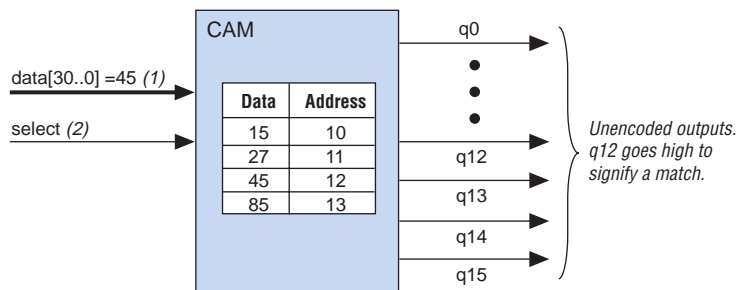 CAM
q0
data[30..0] =45 (1)
select (2)
Data Address
15 10
27 11
45 12
85 13
q12
q13
q14
q15
Unencoded outputs.
q12 goes high to
signify a match.